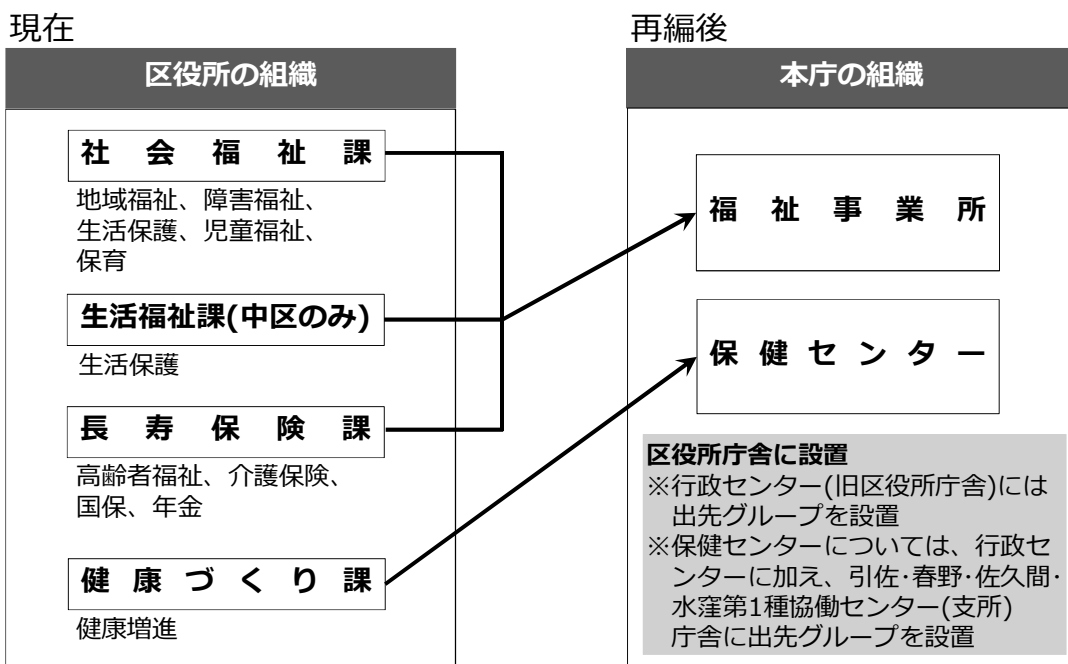 現在
区役所の組織
社会福祉課
地域福祉、障害福祉、
生活保護、児童福祉、
保育
生活福祉課(中区のみ)
生活保護
長寿保険課
高齢者福祉、介護保険、
国保、年金
健康づくり課
健康増進
再編後
本庁の組織
福祉事業所
保健センター
区役所庁舎に設置
※行政センター(旧区役所庁舎)には
出先グループを設置
※保健センターについては、行政セ
ンターに加え、引佐･春野･佐久間･
水窪第1種協働センター(支所)
庁舎に出先グループを設置